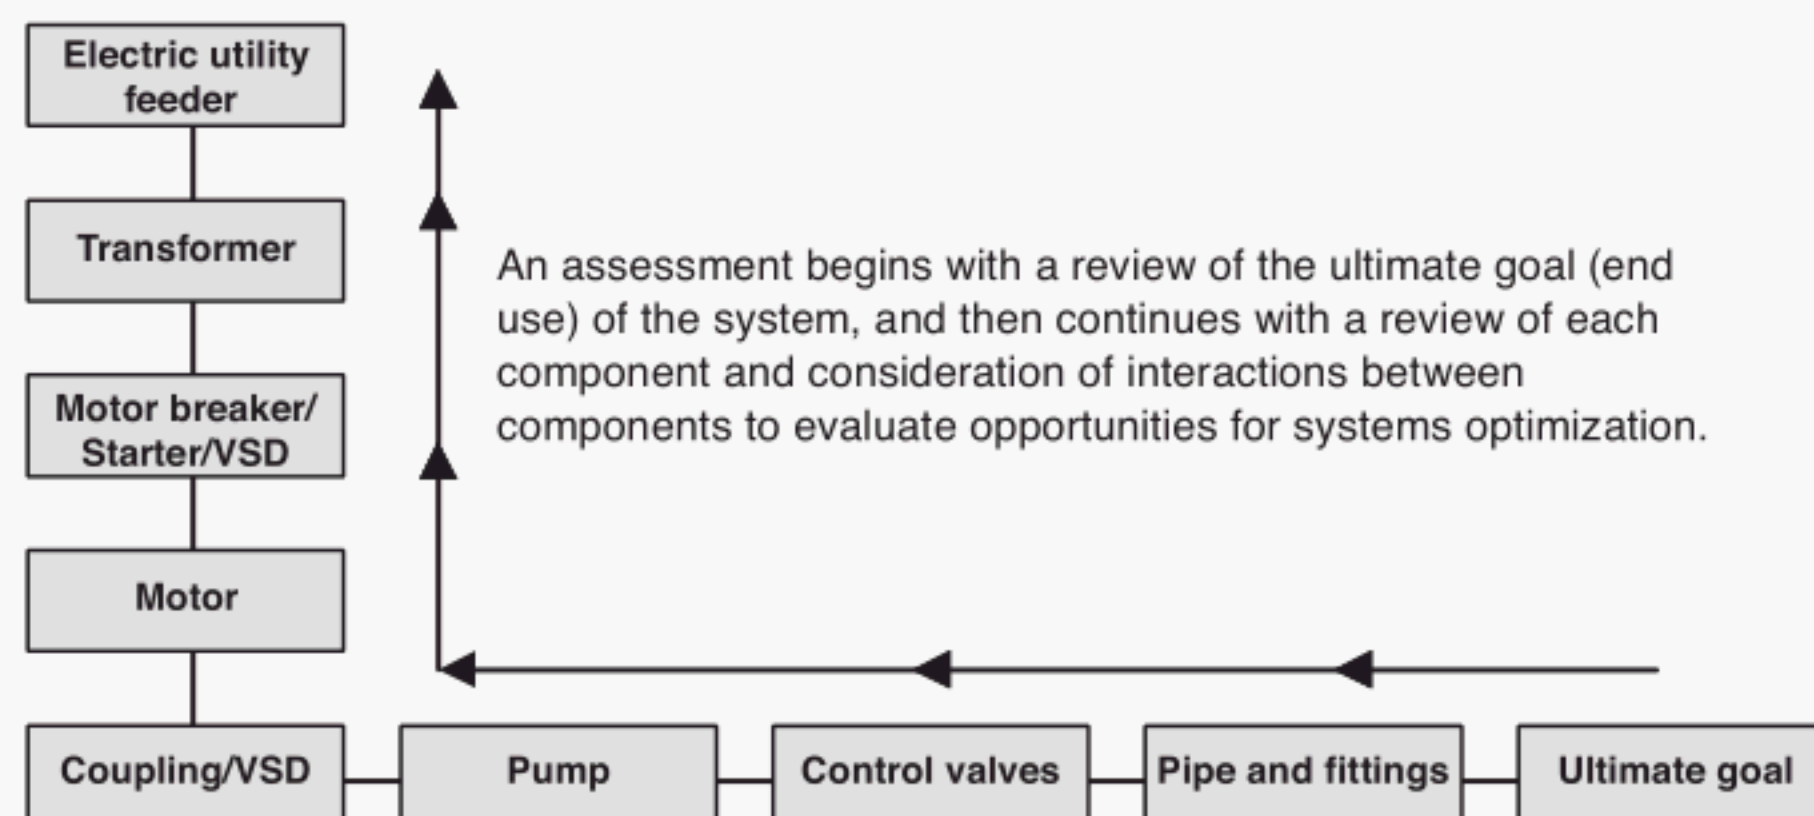 Electric utility
feeder
Transformer
An assessment begins with a review of the ultimate goal (end
use) of the system, and then continues with a review of each
component and consideration of interactions between
components to evaluate opportunities for systems optimization.
Motor breaker/
Starter/VSD
Motor
Coupling/VSD
Pump
Control valves
Pipe and fittings
Ultimate goal